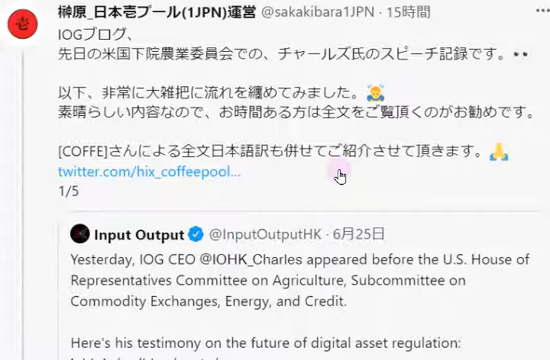 壱
榊原_日本壱プール(1JPN)運営 @sakakibara1JPN · 15時間
IOGブログ、
先日の米国下院農業委員会での、チャールズ氏のスピーチ記録です。👀
以下、非常に大雑把に流れを纏めてみました。🙇
素晴らしい内容なので、お時間ある方は全文をご覧頂くのがお勧めです。
[COFFE]さんによる全文日本語訳も併せてご紹介させて頂きます。🙏
twitter.com/hix_coffeepool...
1/5
Input Output @InputOutputHK · 6月25日
Yesterday, IOG CEO @IOHK_Charles appeared before the U.S. House of
Representatives Committee on Agriculture, Subcommittee on
Commodity Exchanges, Energy, and Credit.
Here's his testimony on the future of digital asset regulation: